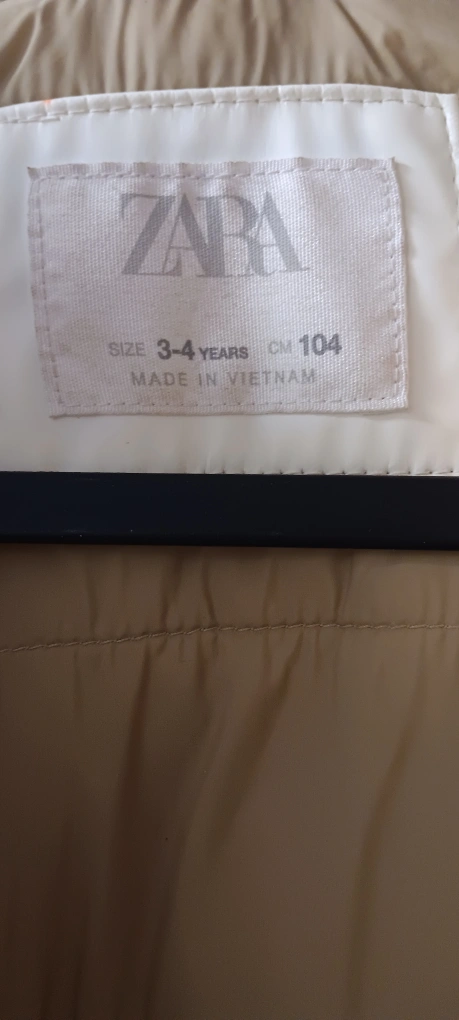 ZARA
SIZE 3-4 YEARS CM 104
MADE IN VIETNAM